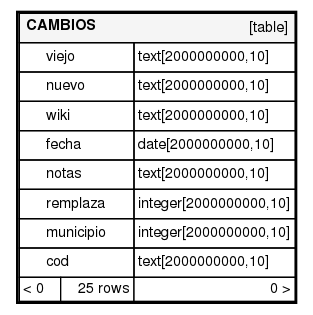 CAMBIOS [table]
viejo text[2000000000,10]
nuevo text[2000000000,10]
wiki text[2000000000,10]
fecha date[2000000000,10]
notas text[2000000000,10]
remplaza integer[2000000000,10]
municipio integer[2000000000,10]
cod text[2000000000,10]
< 0 25 rows 0 >